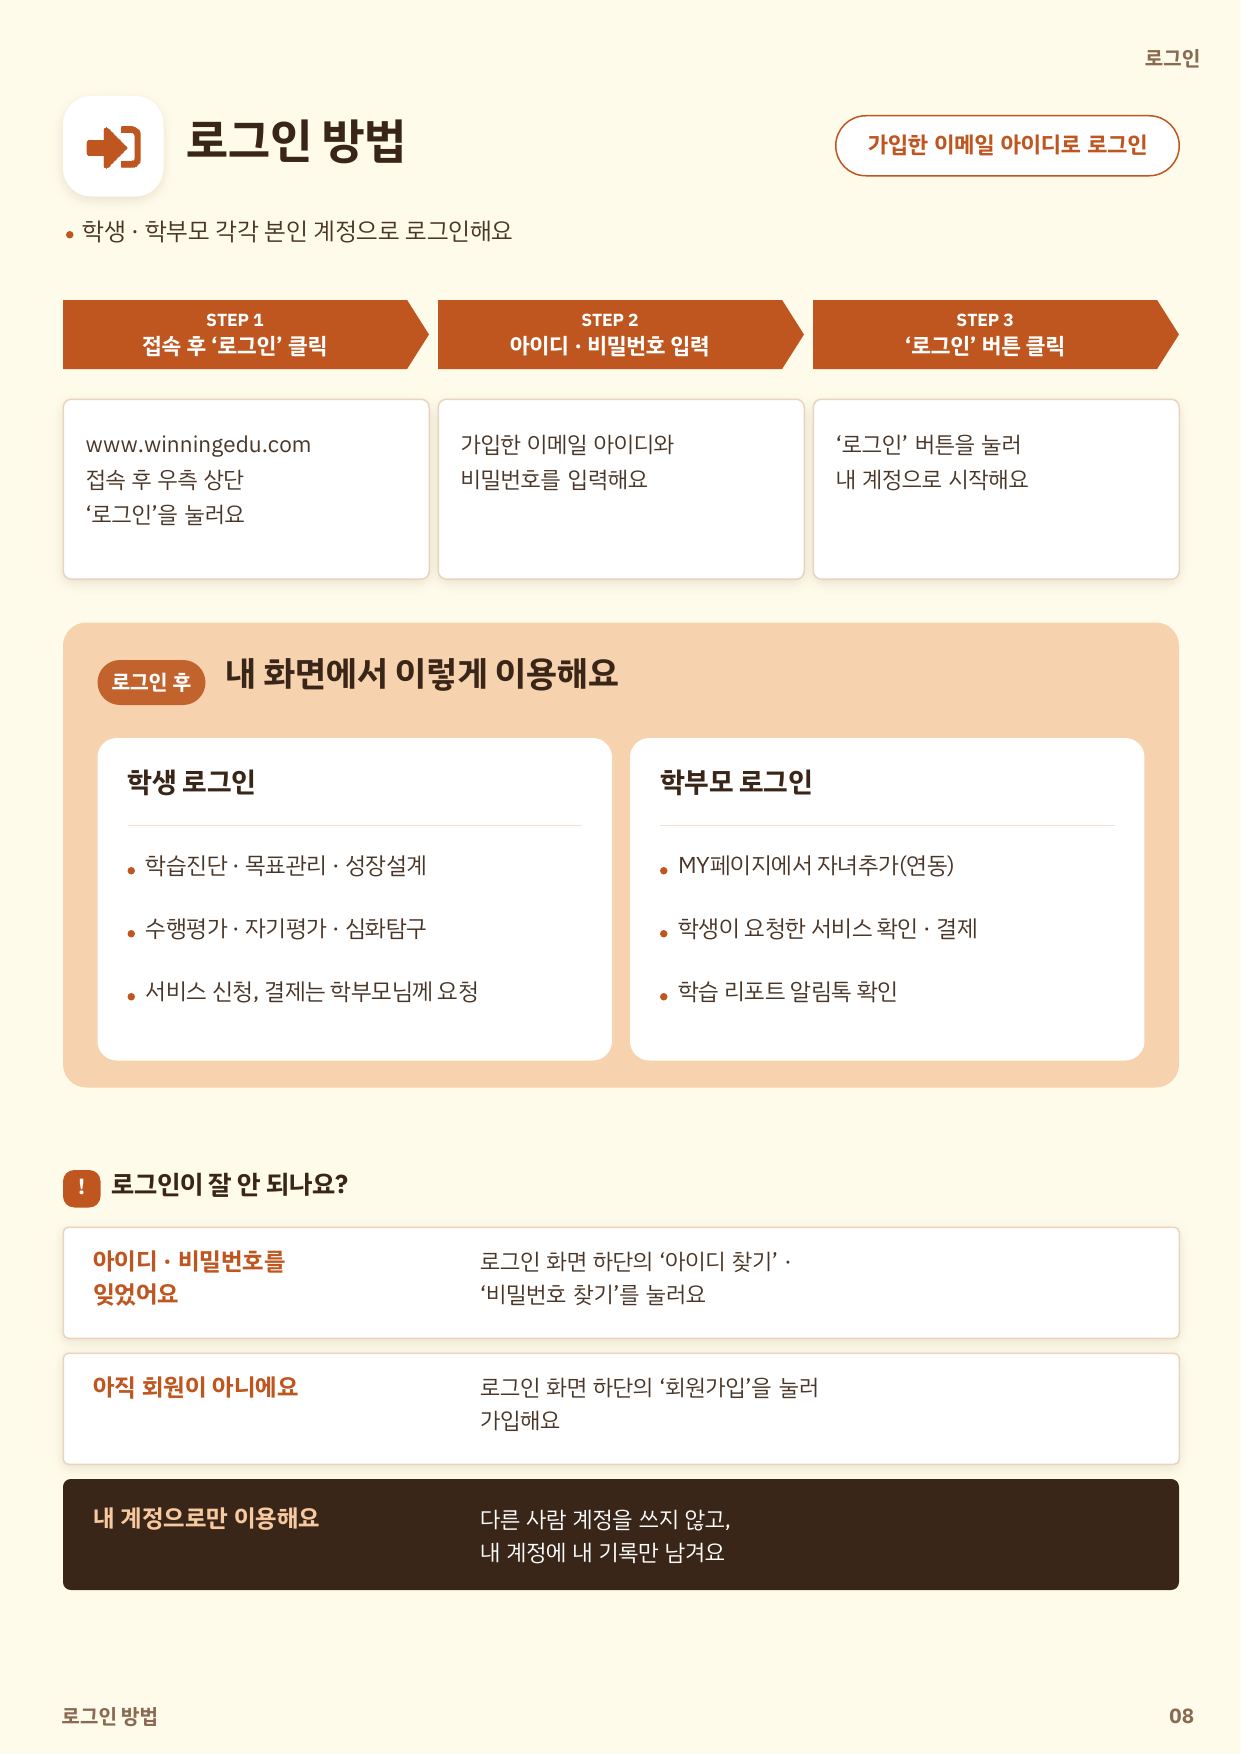 로그인
로그인 방법
가입한 이메일 아이디로 로그인
• 학생 · 학부모 각각 본인 계정으로 로그인해요
STEP 1
접속 후 ‘로그인’ 클릭
STEP 2
아이디 · 비밀번호 입력
STEP 3
‘로그인’ 버튼 클릭
www.winningedu.com
접속 후 우측 상단
‘로그인’을 눌러요
가입한 이메일 아이디와
비밀번호를 입력해요
‘로그인’ 버튼을 눌러
내 계정으로 시작해요
로그인 후
내 화면에서 이렇게 이용해요
학생 로그인
• 학습진단 · 목표관리 · 성장설계
• 수행평가 · 자기평가 · 심화탐구
• 서비스 신청, 결제는 학부모님께 요청
학부모 로그인
• MY페이지에서 자녀추가(연동)
• 학생이 요청한 서비스 확인 · 결제
• 학습 리포트 알림톡 확인
! 로그인이 잘 안 되나요?
아이디 · 비밀번호를
잊었어요
로그인 화면 하단의 ‘아이디 찾기’ ·
‘비밀번호 찾기’를 눌러요
아직 회원이 아니에요
로그인 화면 하단의 ‘회원가입’을 눌러
가입해요
내 계정으로만 이용해요
다른 사람 계정을 쓰지 않고,
내 계정에 내 기록만 남겨요
로그인 방법
08